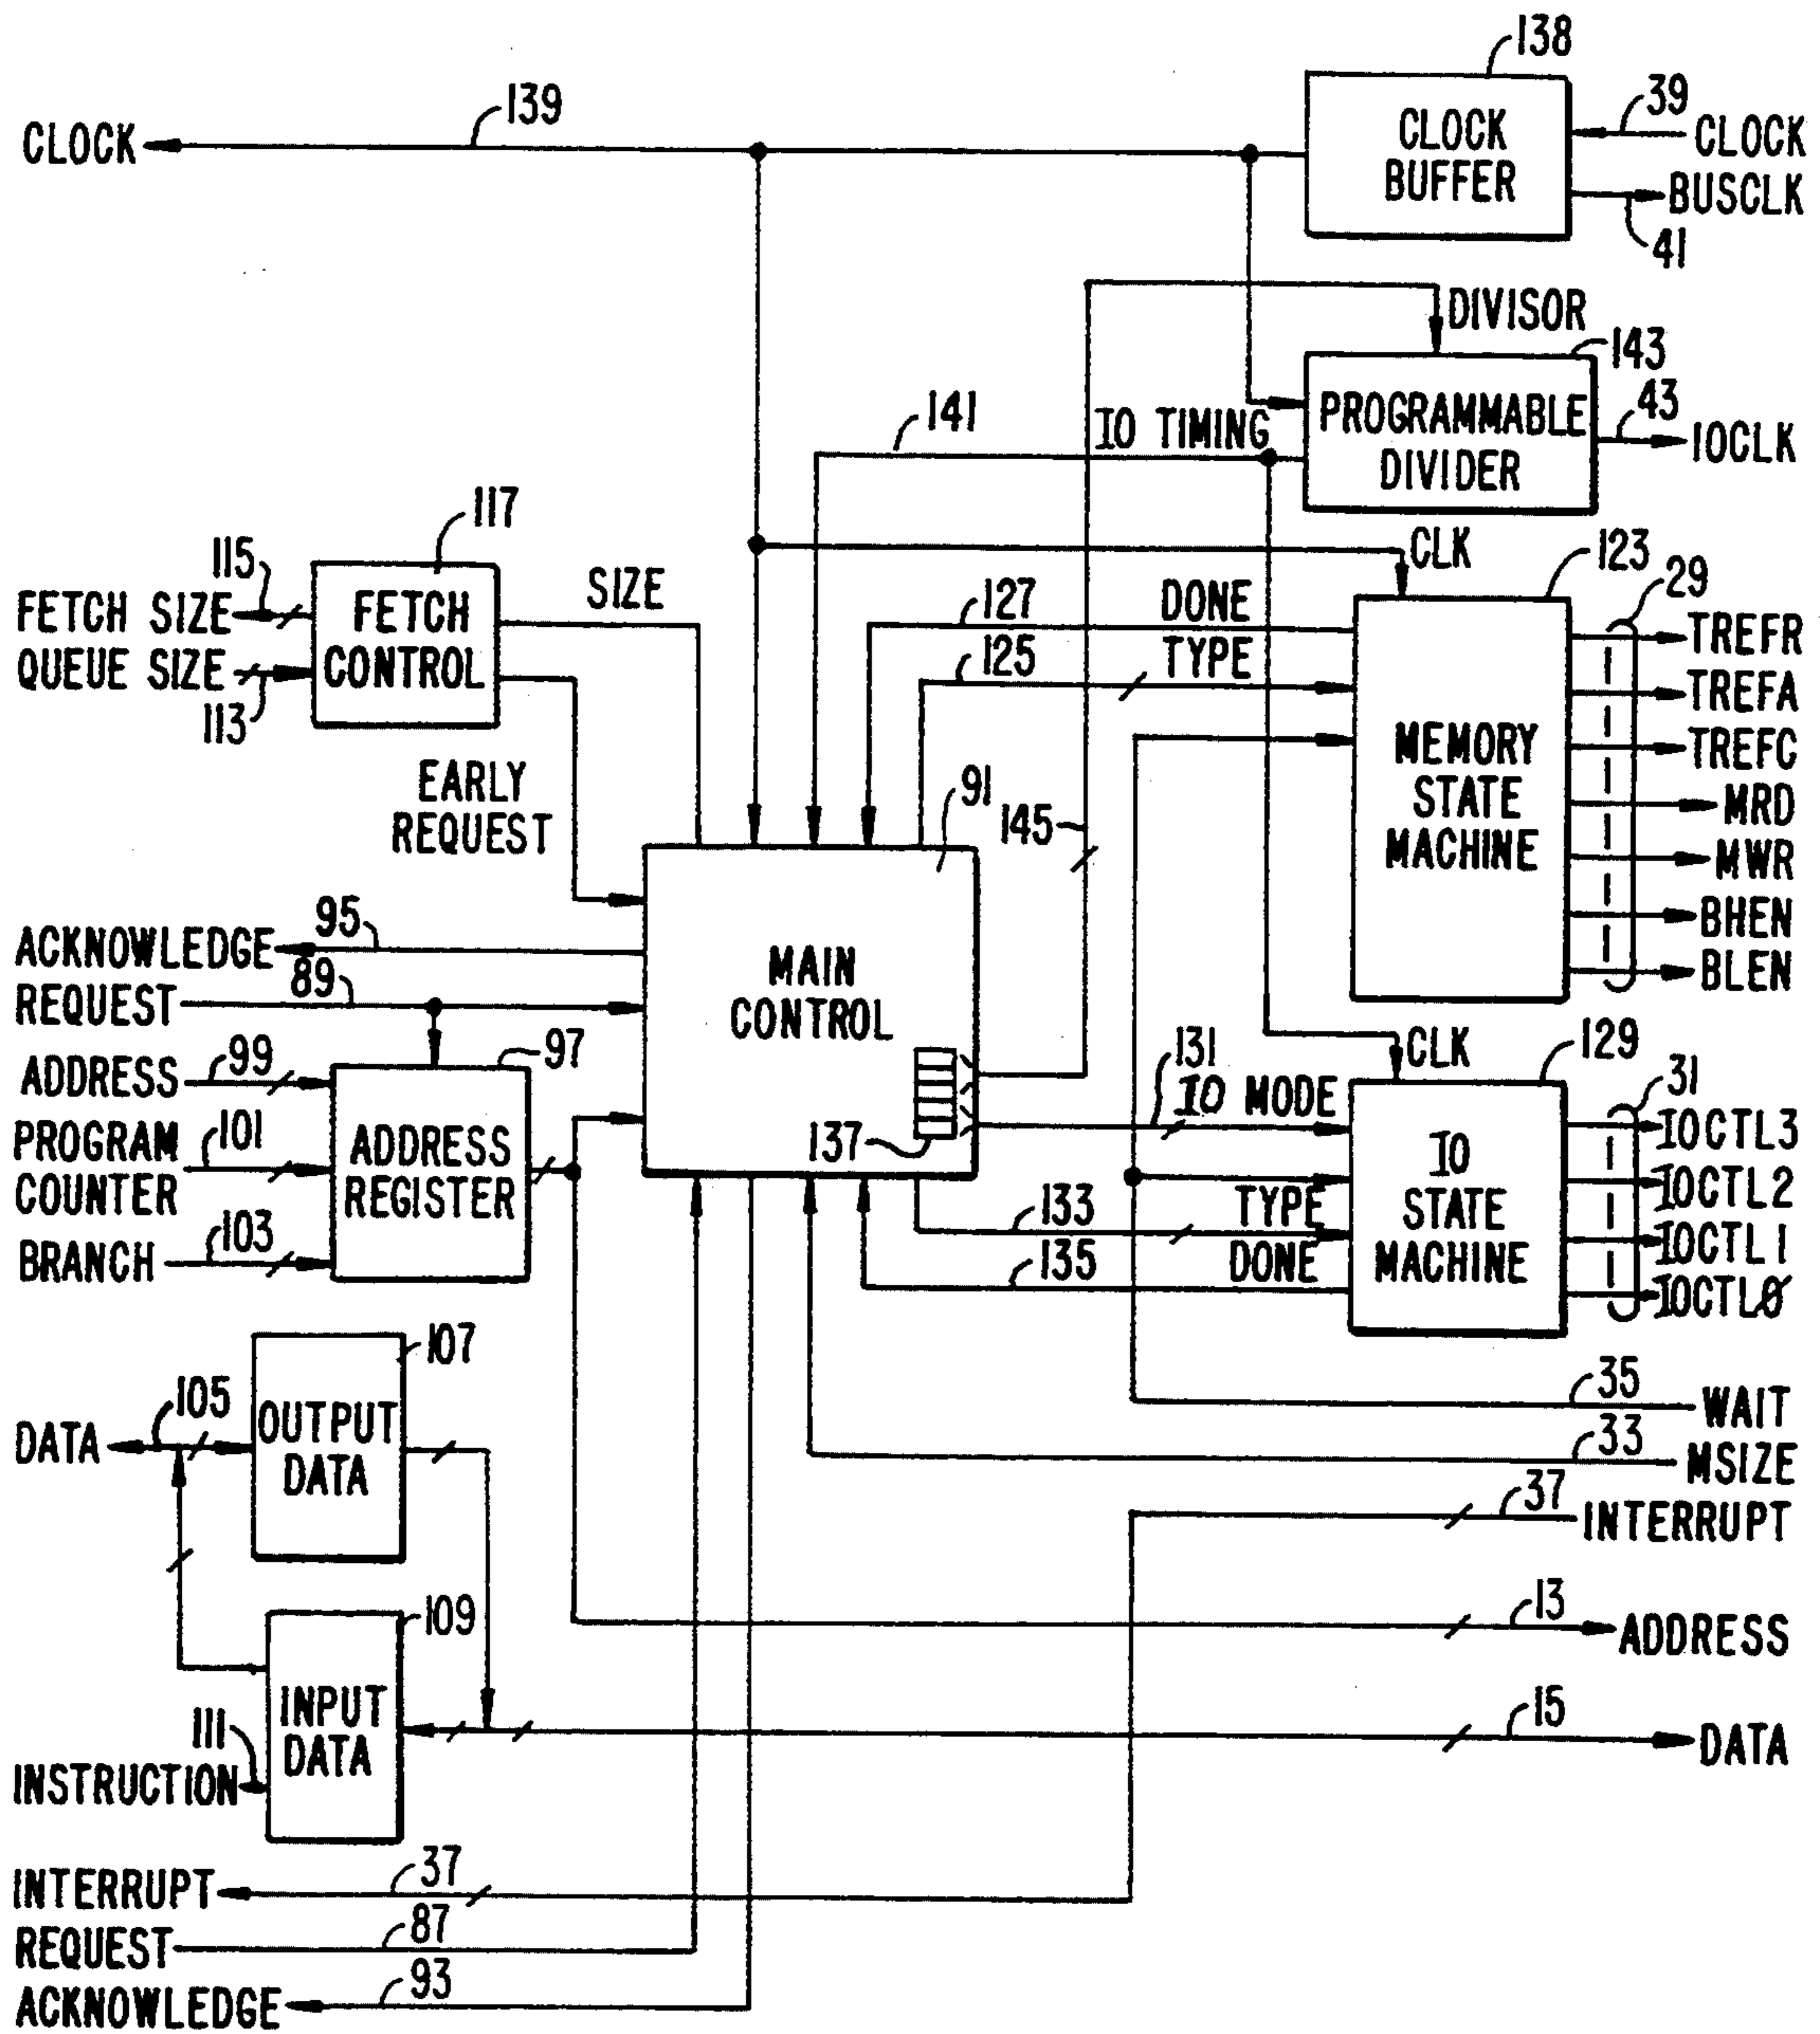 138
139
39
CLOCK
CLOCK
BUFFER
CLOCK
BUSCLK
41
DIVISOR
143
141
IO TIMING
PROGRAMMABLE
DIVIDER
43
IOCLK
117
CLK
123
115
SIZE
127
DONE
29
FETCH SIZE
FETCH
CONTROL
TREFR
QUEUE SIZE
125
TYPE
TREFA
113
MEMORY
STATE
MACHINE
TREFC
EARLY
REQUEST
91
145
MRD
MWR
95
BHEN
ACKNOWLEDGE
MAIN
CONTROL
BLEN
89
REQUEST
97
CLK
129
99
ADDRESS
131
IO MODE
31
PROGRAM
COUNTER
101
ADDRESS
REGISTER
137
IO
STATE
MACHINE
IOCTL3
IOCTL2
133
TYPE
IOCTL1
103
BRANCH
135
DONE
IOCTL0
107
105
35
WAIT
DATA
OUTPUT
DATA
33
MSIZE
37
INTERRUPT
109
13
ADDRESS
111
INPUT
DATA
15
DATA
INSTRUCTION
37
INTERRUPT
87
REQUEST
93
ACKNOWLEDGE